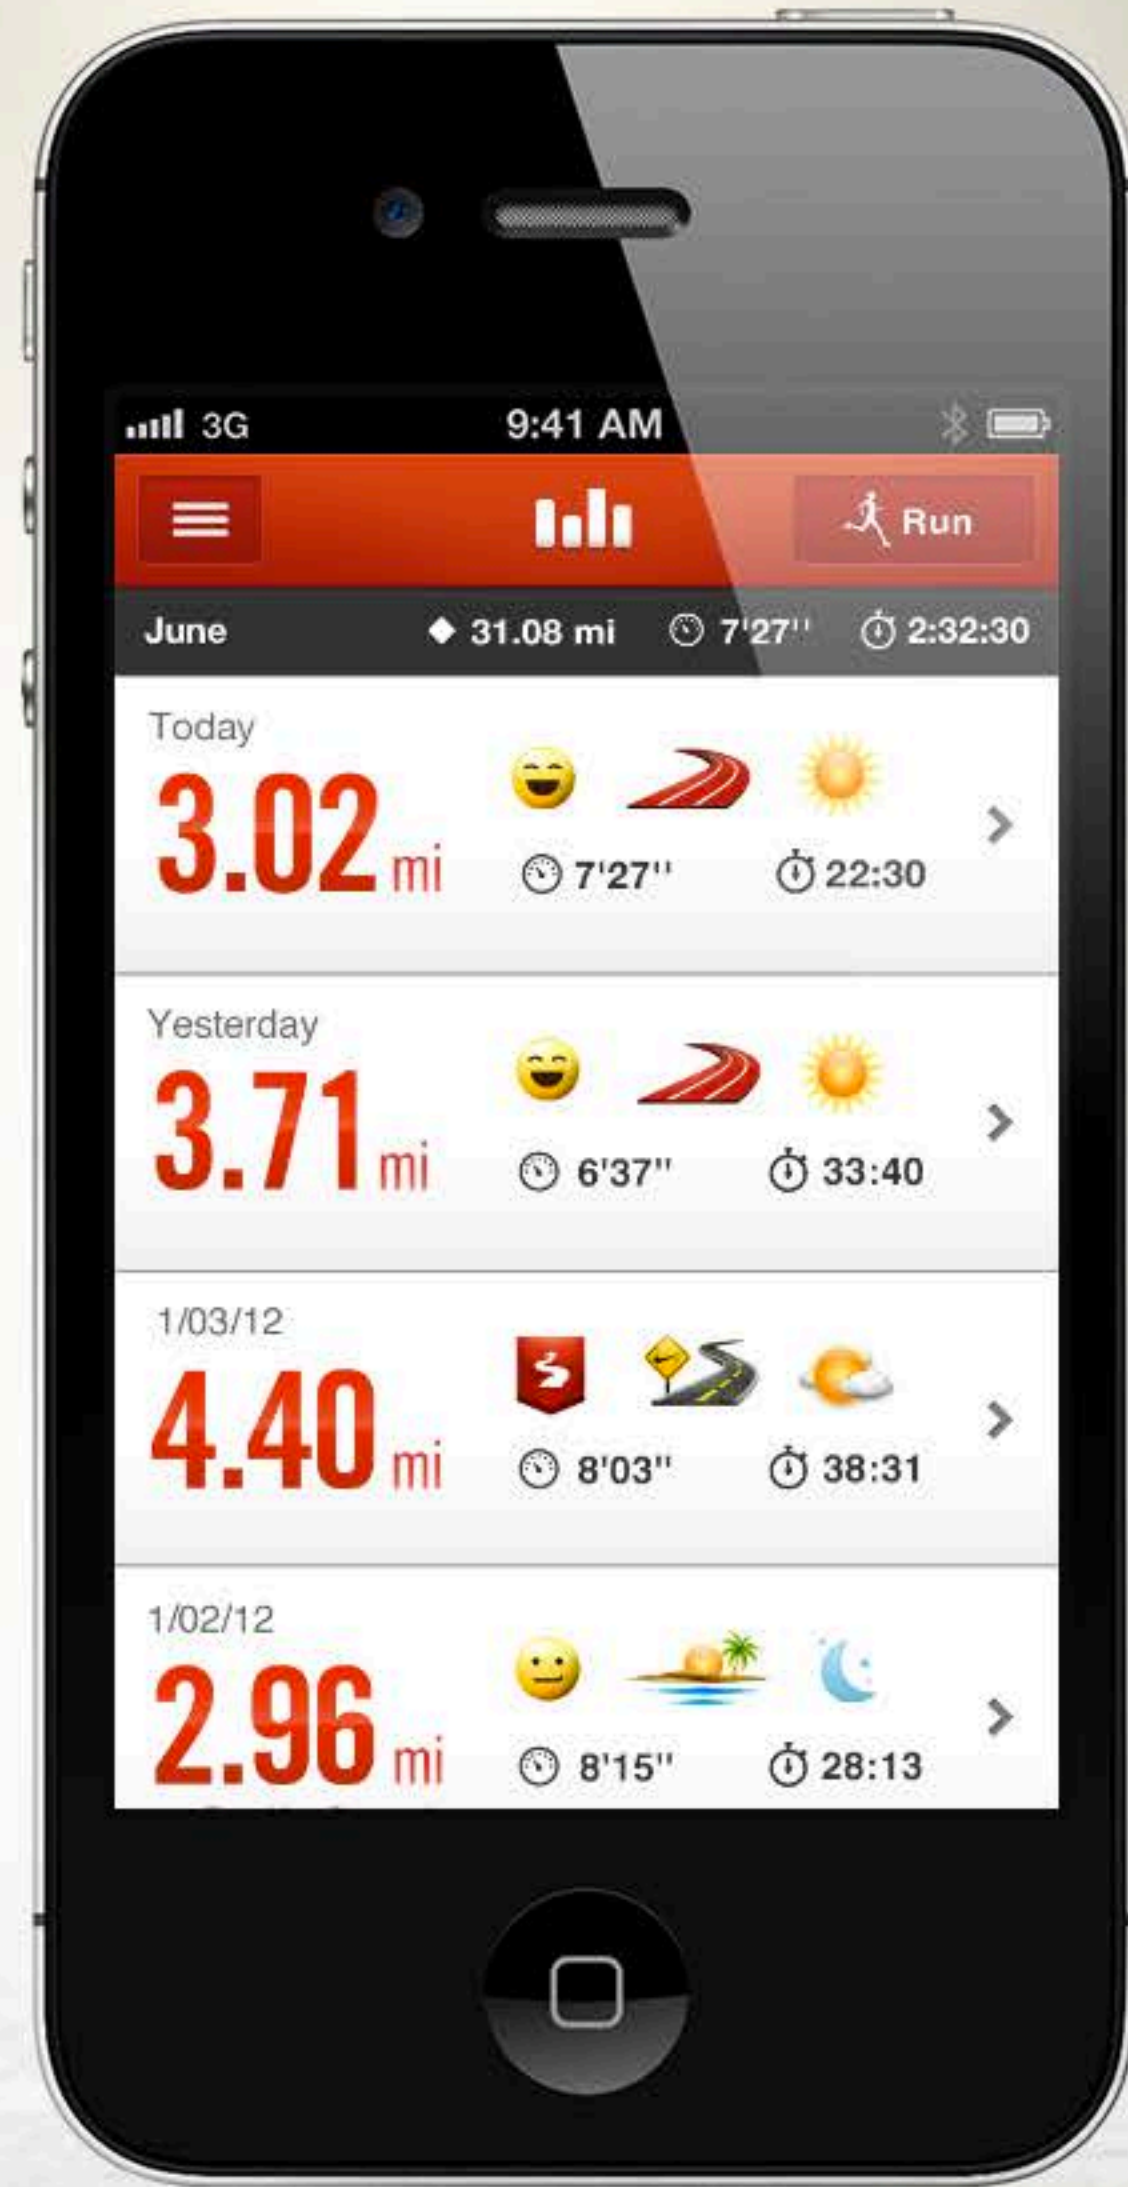 3G 9:41 AM
Run
June 31.08 mi 7'27'' 2:32:30
Today
3.02 mi 7'27'' 22:30
Yesterday
3.71 mi 6'37" 33:40
1/03/12
4.40 mi 8'03" 38:31
1/02/12
2.96 mi 8'15" 28:13